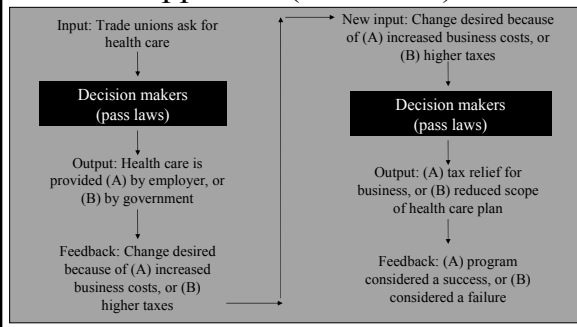 Input: Trade unions ask for
health care
Decision makers
(pass laws)
Output: Health care is
provided (A) by employer, or
(B) by government
Feedback: Change desired
because of (A) increased
business costs, or (B)
higher taxes
New input: Change desired because
of (A) increased business costs, or
(B) higher taxes
Decision makers
(pass laws)
Output: (A) tax relief for
business, or (B) reduced scope
of health care plan
Feedback: (A) program
considered a success, or (B)
considered a failure